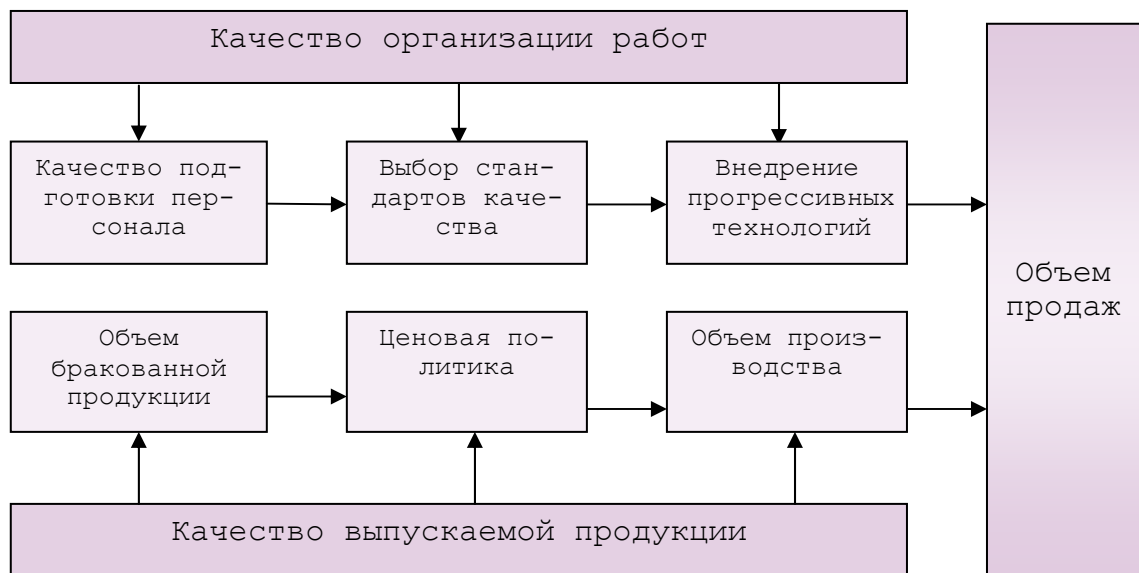 Качество организации работ
Качество под-
готовки пер-
сонала
Выбор стан-
дартов каче-
ства
Внедрение
прогрессивных
технологий
Объем
продаж
Объем
бракованной
продукции
Ценовая по-
литика
Объем произ-
водства
Качество выпускаемой продукции